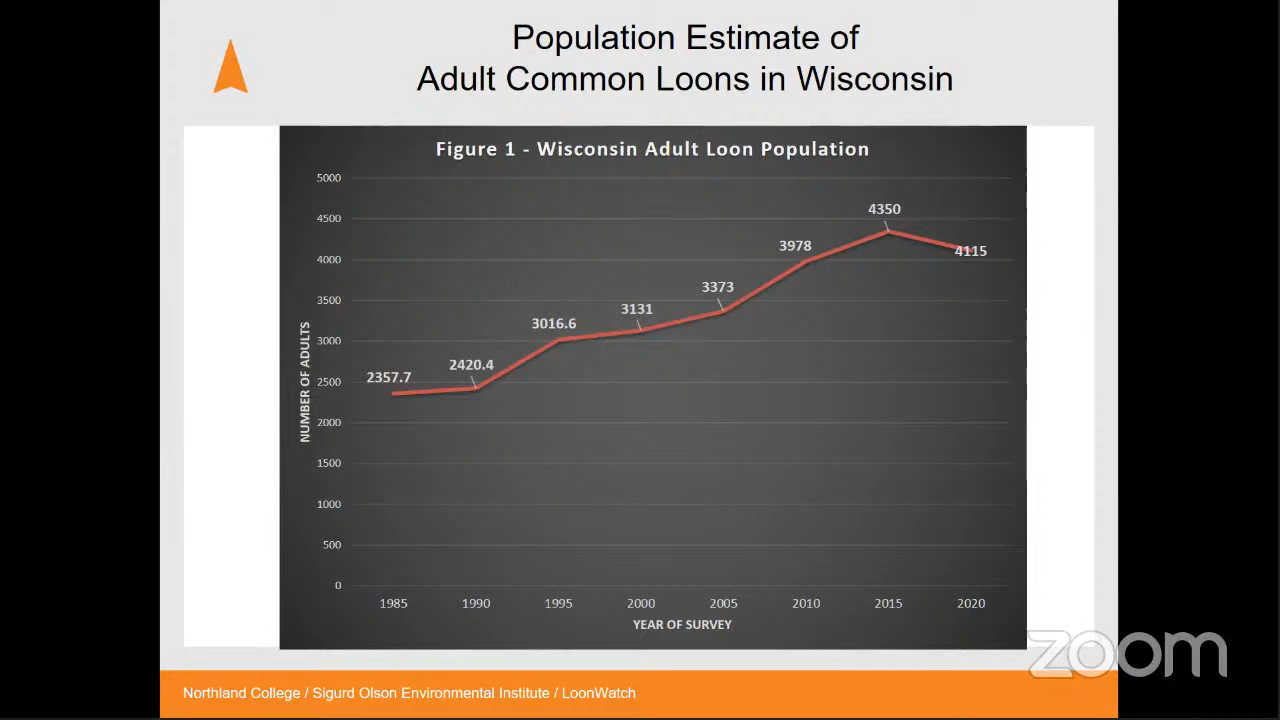 Population Estimate of
Adult Common Loons in Wisconsin
Figure 1 - Wisconsin Adult Loon Population
5000
4500
4000
3500
3000
2500
2000
1500
1000
500
0
NUMBER OF ADULTS
2357.7
2420.4
3016.6
3131
3373
3978
4350
4115
1985 1990 1995 2000 2005 2010 2015 2020
YEAR OF SURVEY
zoom
Northland College / Sigurd Olson Environmental Institute / LoonWatch